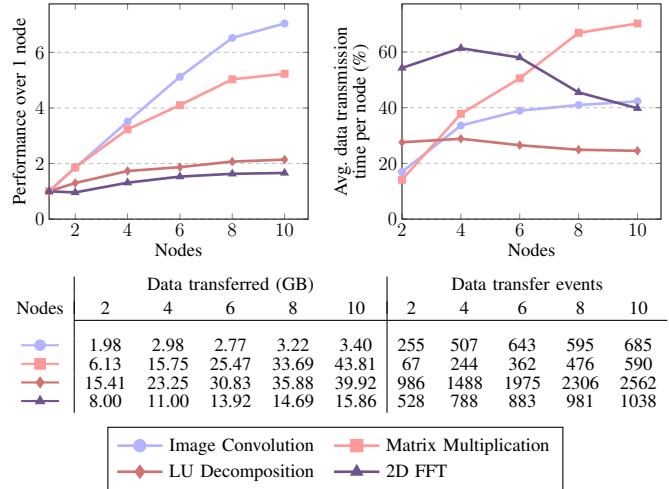 Performance over 1 node
6
4
2
0
2 4 6 8 10
Nodes
Avg. data transmission
time per node (%)
60
40
20
0
2 4 6 8 10
Nodes
Data transferred (GB) Data transfer events
Nodes 2 4 6 8 10 2 4 6 8 10
1.98 2.98 2.77 3.22 3.40 255 507 643 595 685
6.13 15.75 25.47 33.69 43.81 67 244 362 476 590
15.41 23.25 30.83 35.88 39.92 986 1488 1975 2306 2562
8.00 11.00 13.92 14.69 15.86 528 788 883 981 1038
Image Convolution Matrix Multiplication
LU Decomposition 2D FFT